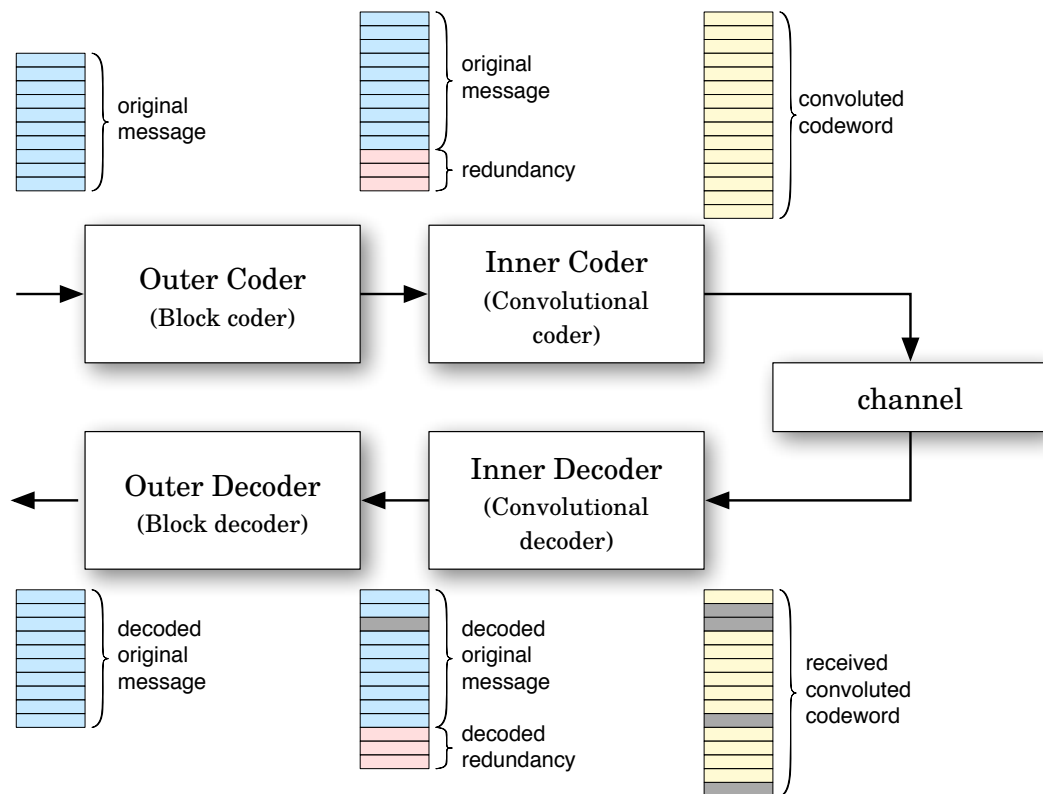 original
message
original
message
redundancy
convoluted
codeword
Outer Coder
(Block coder)
Inner Coder
(Convolutional
coder)
channel
Outer Decoder
(Block decoder)
Inner Decoder
(Convolutional
decoder)
decoded
original
message
decoded
original
message
decoded
redundancy
received
convoluted
codeword